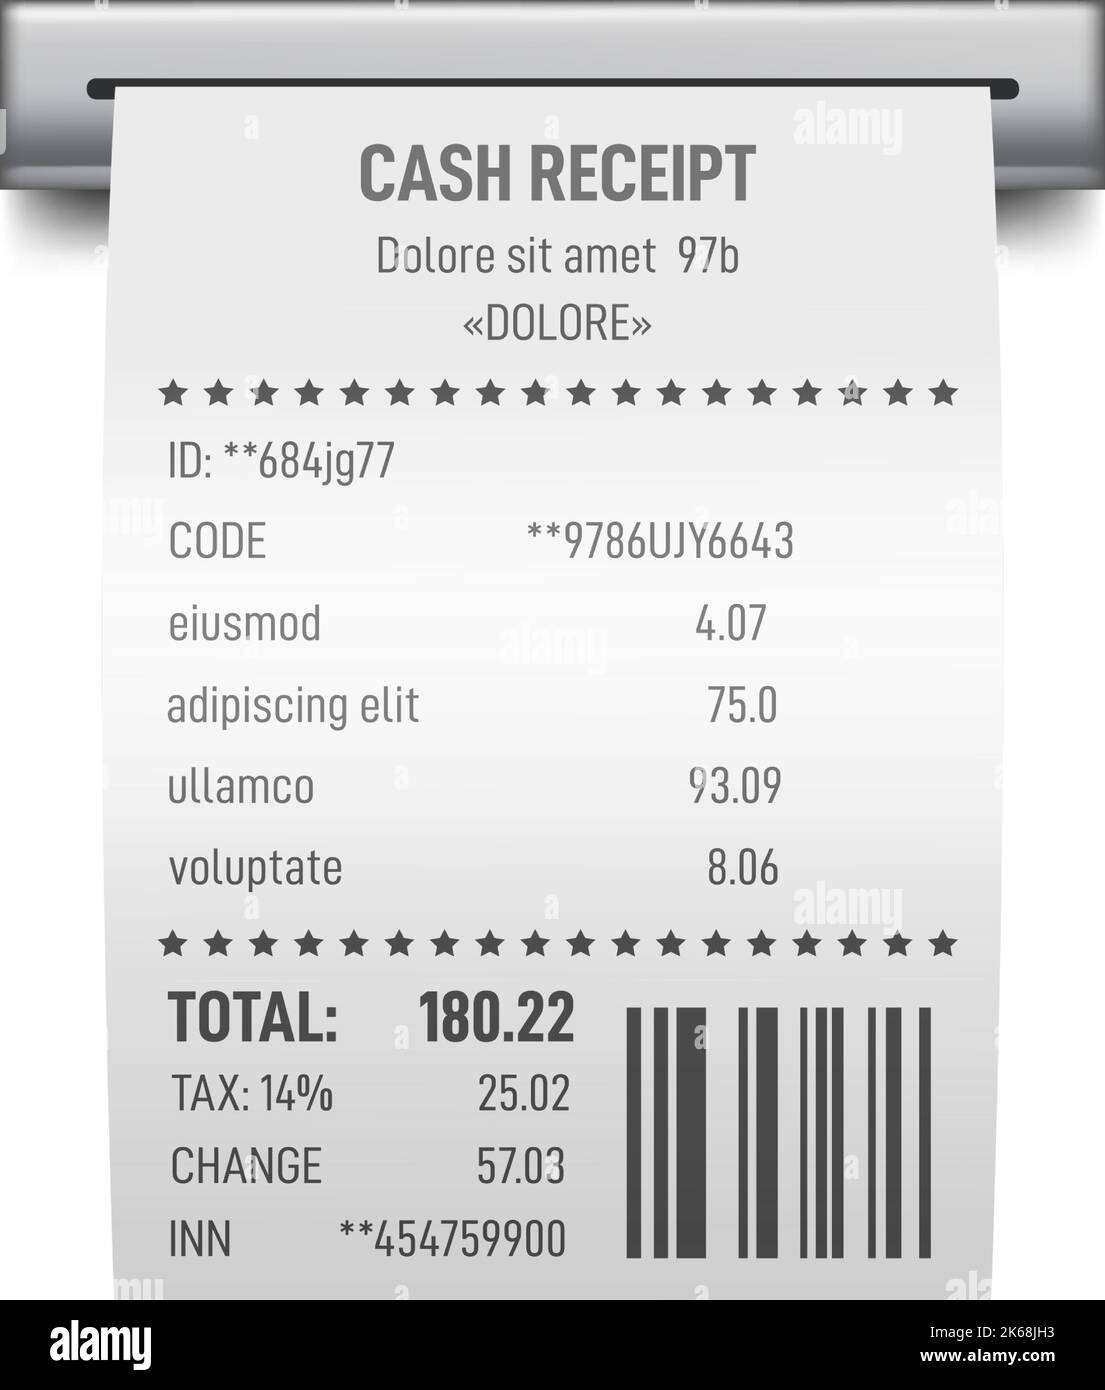 CASH RECEIPT
Dolore sit amet 97b
«DOLORE»
ID: **684jg77
CODE **9786UJY6643
eiusmod 4.07
adipiscing elit 75.0
ullamco 93.09
voluptate 8.06
TOTAL: 180.22
TAX: 14% 25.02
CHANGE 57.03
INN **454759900
alamy
Image ID: 2K68JH3
www.alamy.com